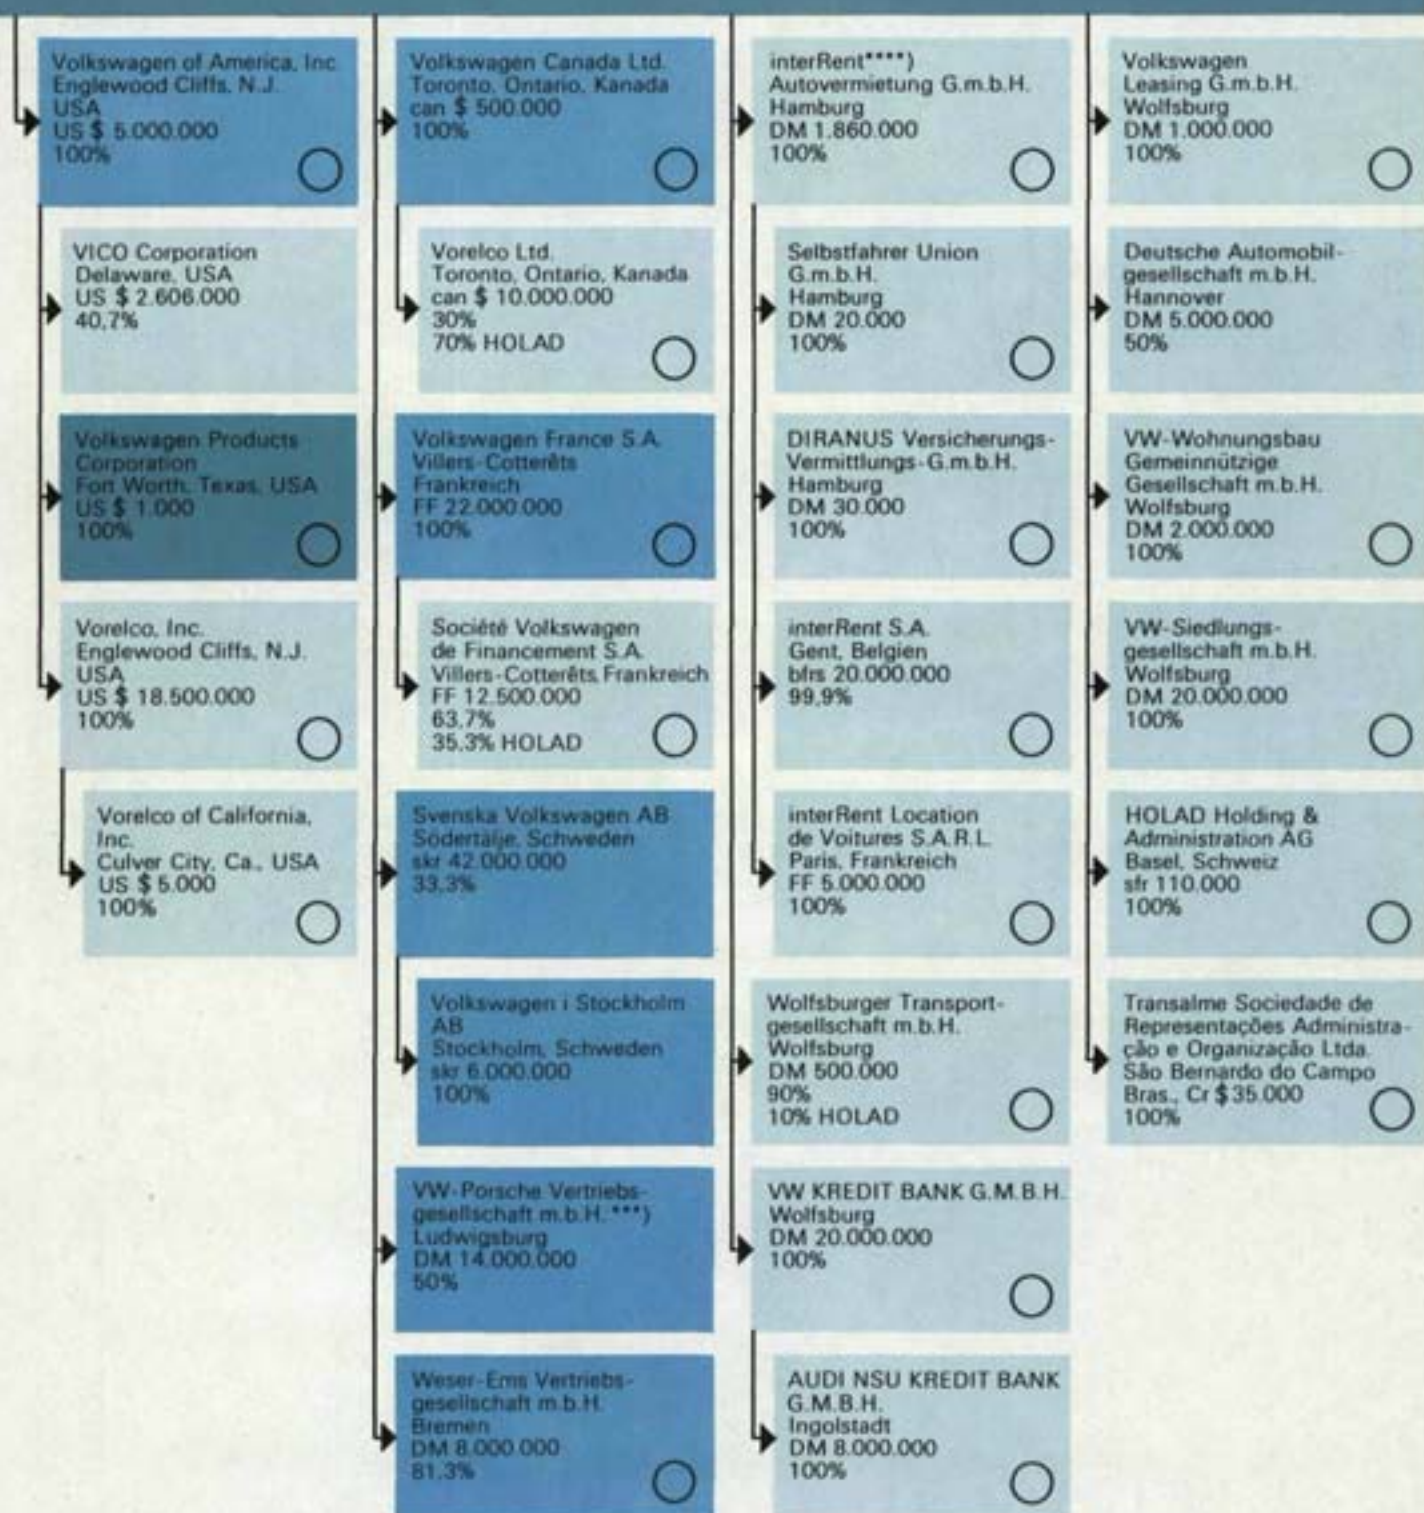 Volkswagen of America, Inc.
Englewood Cliffs, N.J.
USA
US $ 5.000.000
100%
VICO Corporation
Delaware, USA
US $ 2.606.000
40,7%
Volkswagen Products
Corporation
Fort Worth, Texas, USA
US $ 1.000
100%
Vorelco, Inc.
Englewood Cliffs, N.J.
USA
US $ 18.500.000
100%
Vorelco of California,
Inc.
Culver City, Ca., USA
US $ 5.000
100%
Volkswagen Canada Ltd.
Toronto, Ontario, Kanada
can $ 500.000
100%
Vorelco Ltd.
Toronto, Ontario, Kanada
can $ 10.000.000
30%
70% HOLAD
Volkswagen France S.A.
Villers-Cotterêts
Frankreich
FF 22.000.000
100%
Société Volkswagen
de Financement S.A.
Villers-Cotterêts Frankreich
FF 12.500.000
63,7%
35,3% HOLAD
Svenska Volkswagen AB
Södertälje, Schweden
skr 42.000.000
33,3%
Volkswagen i Stockholm
AB
Stockholm, Schweden
skr 6.000.000
100%
VW-Porsche Vertriebs-
gesellschaft m.b.H.***)
Ludwigsburg
DM 14.000.000
50%
Weser-Ems Vertriebs-
gesellschaft m.b.H.
Bremen
DM 8.000.000
81,3%
interRent****)
Autovermietung G.m.b.H.
Hamburg
DM 1.860.000
100%
Selbstfahrer Union
G.m.b.H.
Hamburg
DM 20.000
100%
DIRANUS Versicherungs-
Vermittlungs-G.m.b.H.
Hamburg
DM 30.000
100%
interRent S.A.
Gent, Belgien
bfrs 20.000.000
99,9%
interRent Location
de Voitures S.A.R.L.
Paris, Frankreich
FF 5.000.000
100%
Wolfsburger Transport-
gesellschaft m.b.H.
Wolfsburg
DM 500.000
90%
10% HOLAD
VW KREDIT BANK G.M.B.H.
Wolfsburg
DM 20.000.000
100%
AUDI NSU KREDIT BANK
G.M.B.H.
Ingolstadt
DM 8.000.000
100%
Volkswagen
Leasing G.m.b.H.
Wolfsburg
DM 1.000.000
100%
Deutsche Automobil-
gesellschaft m.b.H.
Hannover
DM 5.000.000
50%
VW-Wohnungsbau
Gemeinnützige
Gesellschaft m.b.H.
Wolfsburg
DM 2.000.000
100%
VW-Siedlungs-
gesellschaft m.b.H.
Wolfsburg
DM 20.000.000
100%
HOLAD Holding &
Administration AG
Basel, Schweiz
sfr 110.000
100%
Transalme Sociedade de
Representações Administra-
ção e Organização Ltda.
São Bernardo do Campo
Bras., Cr $ 35.000
100%